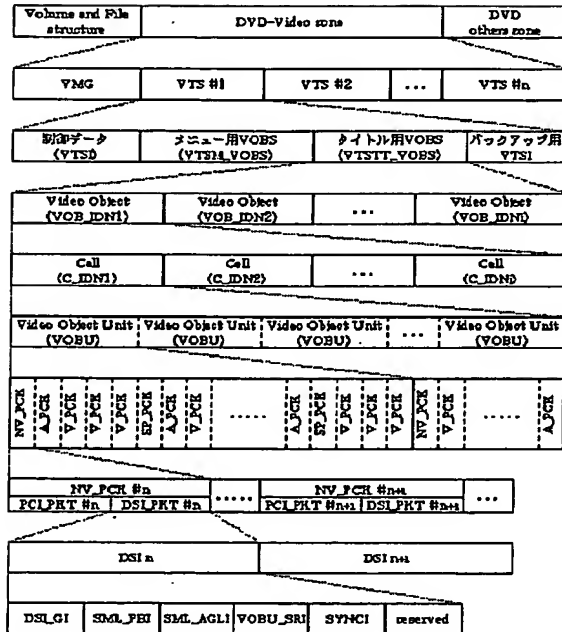 Volume and File structure
DVD-Video zone
DVD others zone
VMG
VTS #1
VTS #2
...
VTS #n
制御データ
(VTSI)
メニュー用VOBS
(VTSM_VOBS)
タイトル用VOBS
(VTSTT_VOBS)
バックアップ用
VTSI
Video Object
(VOB_IDN1)
Video Object
(VOB_IDN2)
...
Video Object
(VOB_IDNi)
Cell
(C_IDN1)
Cell
(C_IDN2)
...
Cell
(C_IDNj)
Video Object Unit
(VOBU)
Video Object Unit
(VOBU)
Video Object Unit
(VOBU)
...
Video Object Unit
(VOBU)
NV_PCK
A_PCK
V_PCK
V_PCK
V_PCK
SP_PCK
A_PCK
V_PCK
......
A_PCK
SP_PCK
V_PCK
V_PCK
V_PCK
NV_PCK
V_PCK
......
A_PCK
NV_PCK #n
.....
NV_PCK #n+1
...
PCI_PKT #n
DSI_PKT #n
PCI_PKT #n+1
DSI_PKT #n+1
DSI n
DSI n+1
DSI_GI
SML_PBI
SML_AGLI
VOBU_SRI
SYNCI
reserved